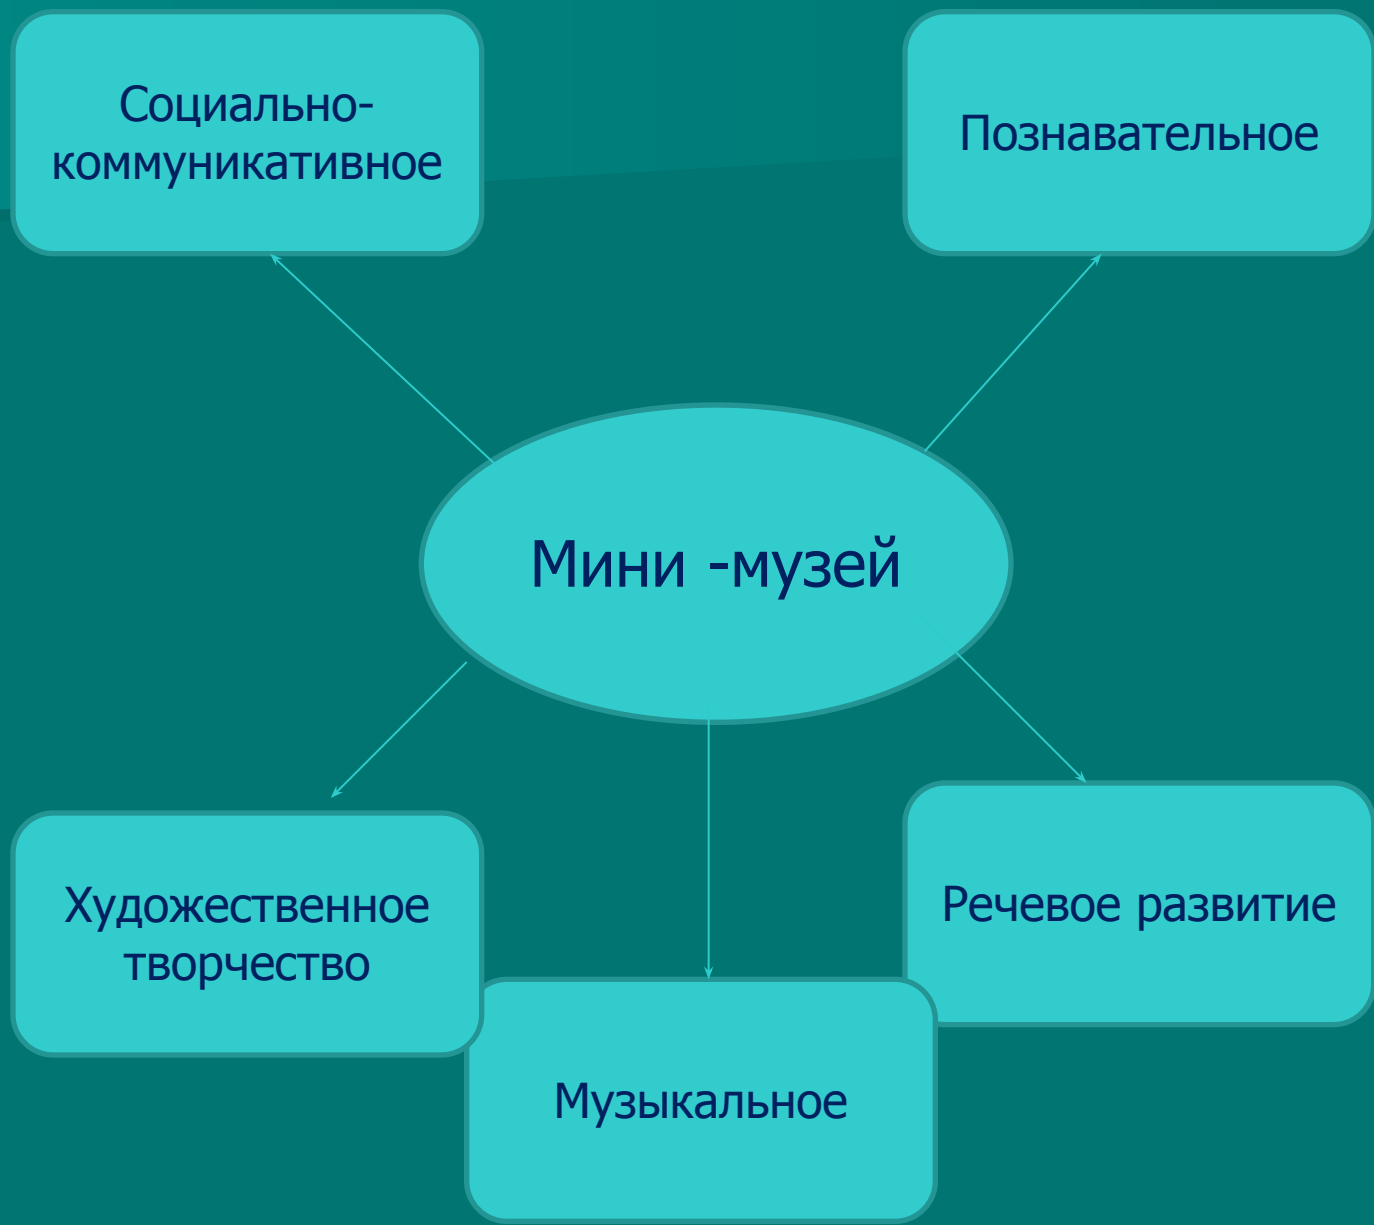 Социально-
коммуникативное
Познавательное
Мини -музей
Художественное
творчество
Речевое развитие
Музыкальное